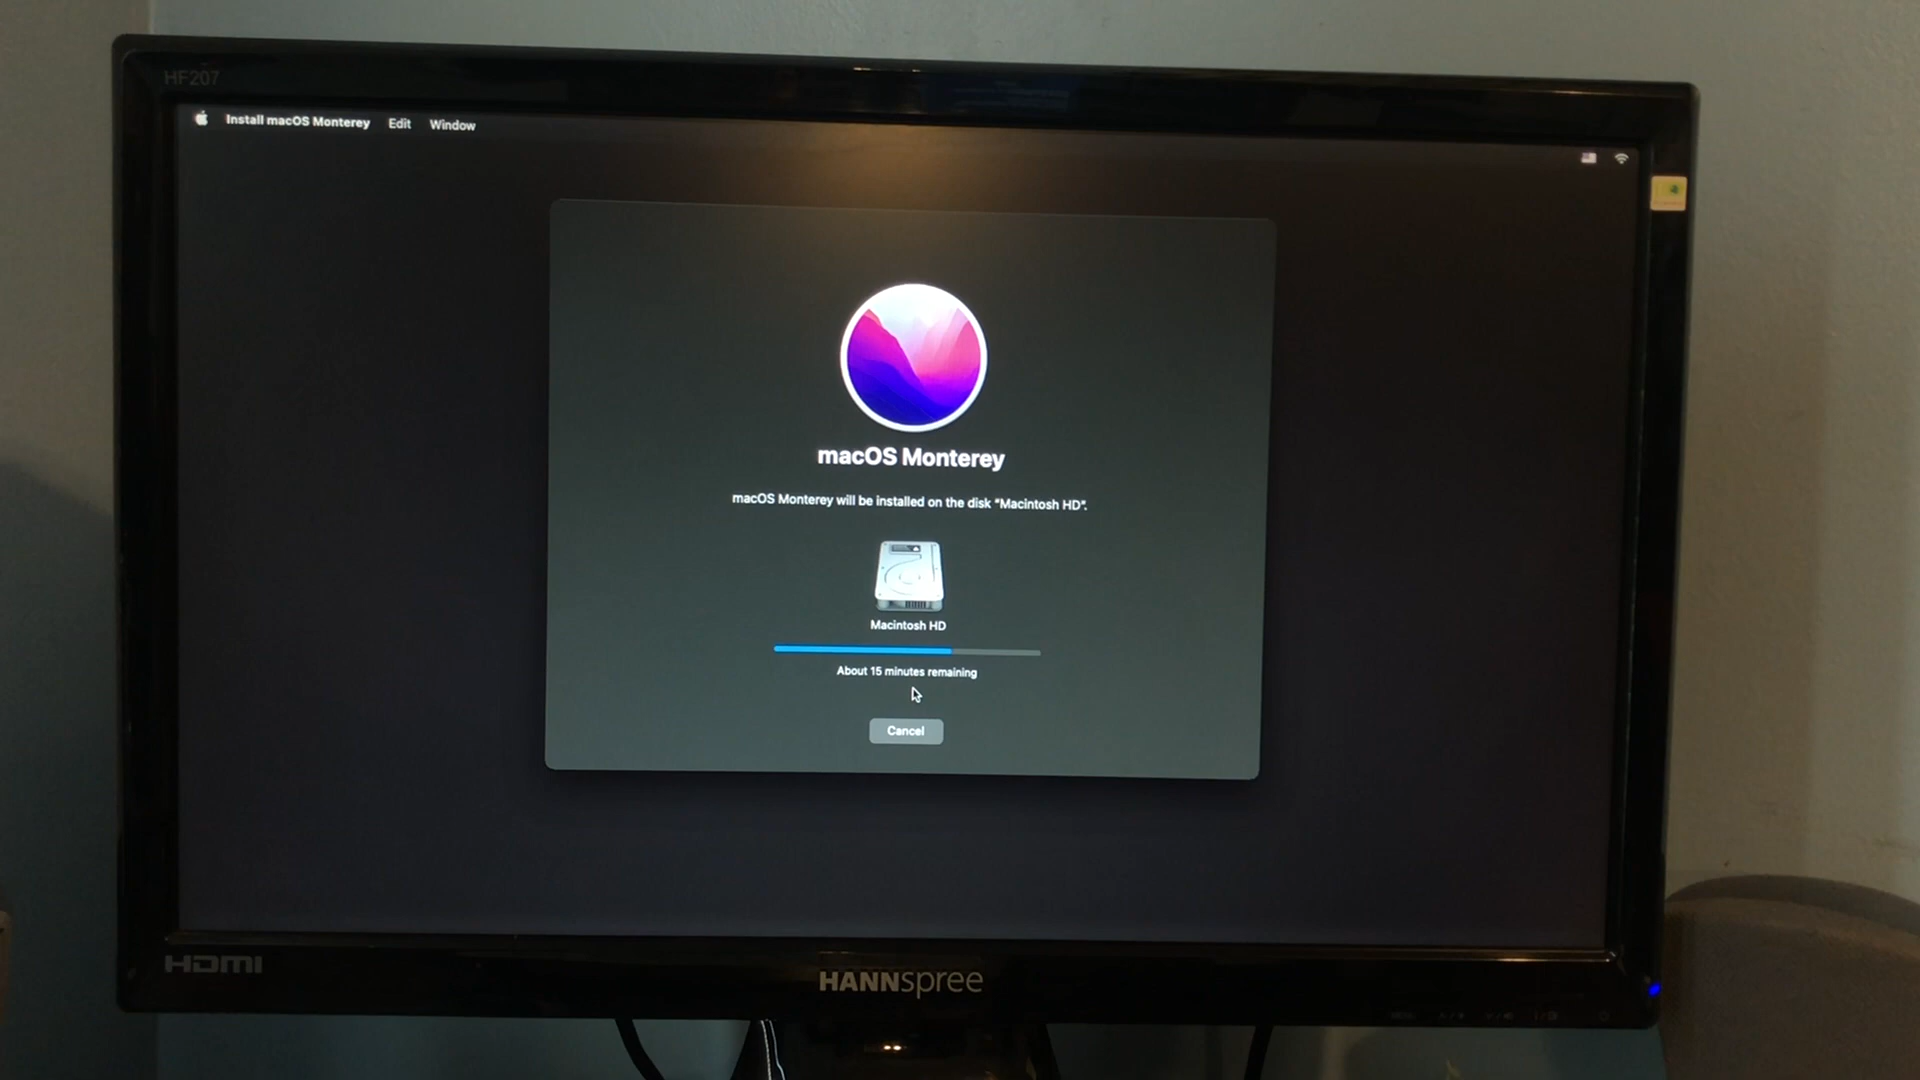 HF207
Install macOS Monterey Edit Window
macOS Monterey
macOS Monterey will be installed on the disk “Macintosh HD”.
Macintosh HD
About 15 minutes remaining
Cancel
HDMI
HANNspree